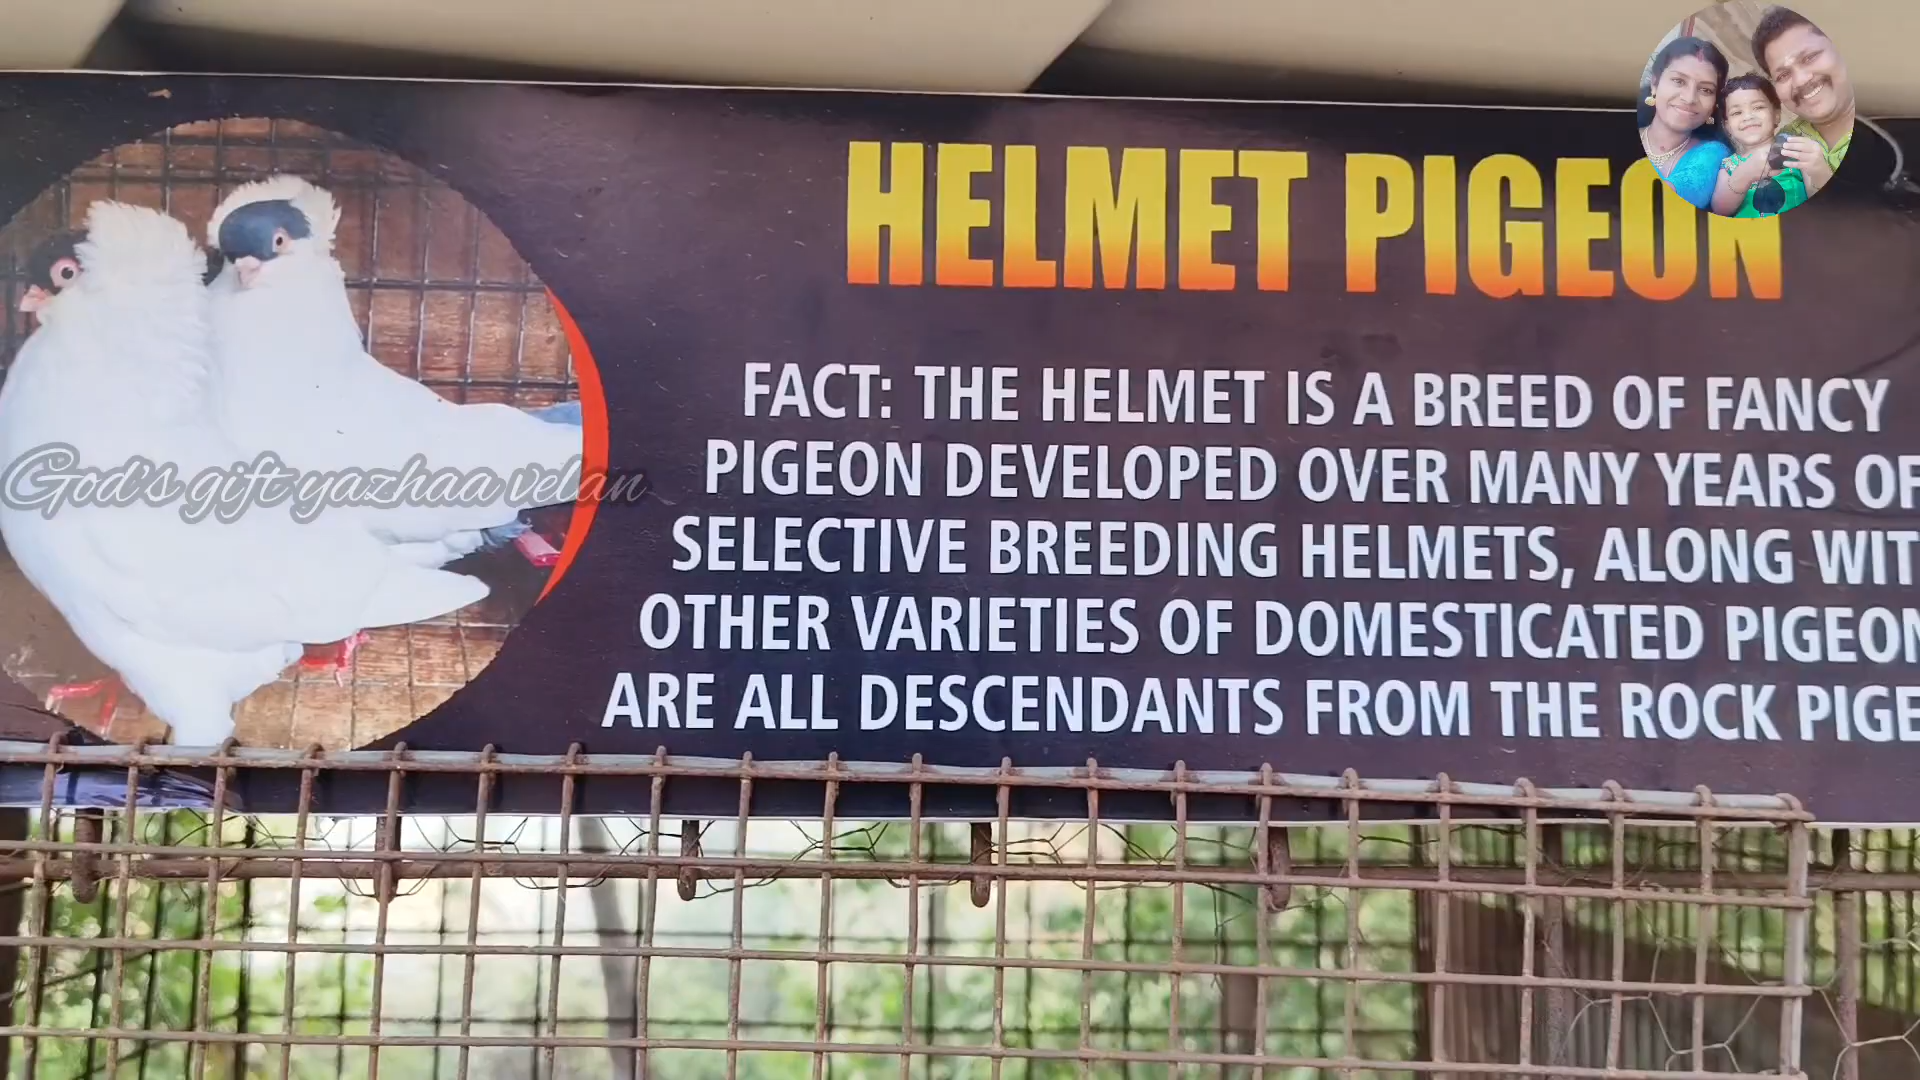 HELMET PIGEON
FACT: THE HELMET IS A BREED OF FANCY
PIGEON DEVELOPED OVER MANY YEARS OF
SELECTIVE BREEDING HELMETS, ALONG WIT
OTHER VARIETIES OF DOMESTICATED PIGEON
ARE ALL DESCENDANTS FROM THE ROCK PIGE
God's gift yazhaa velan